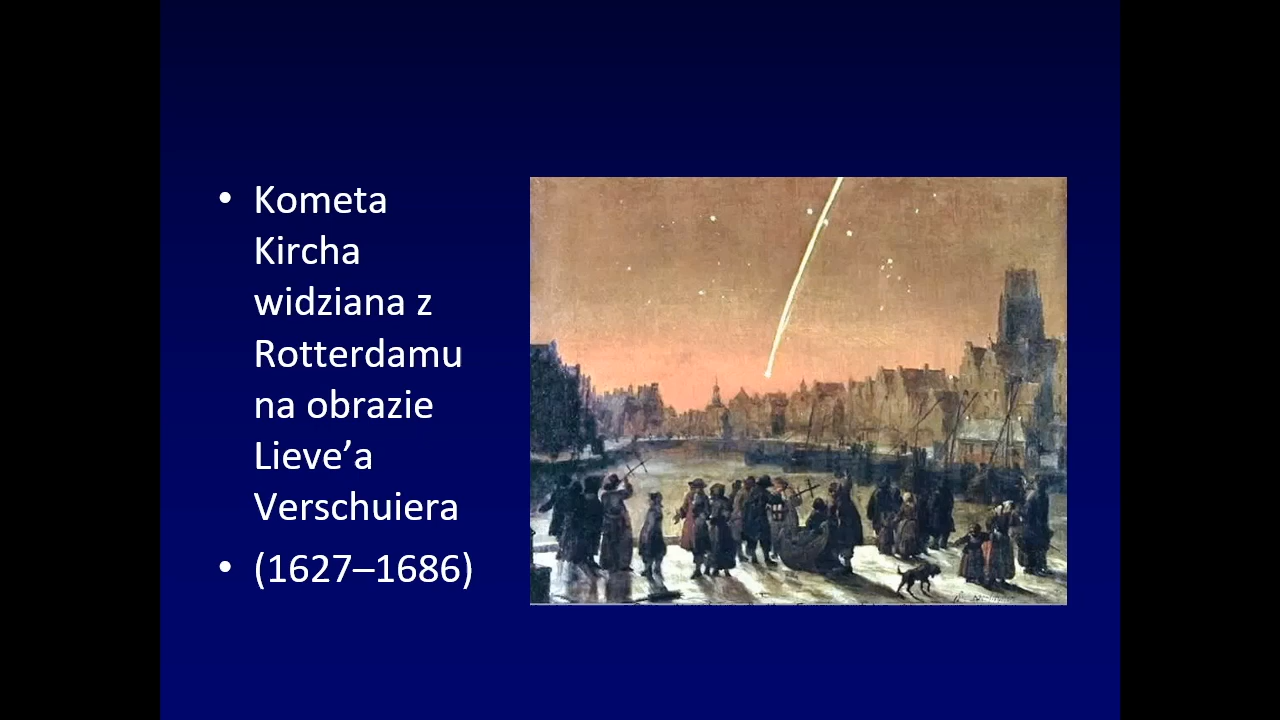 • Kometa
Kircha
widziana z
Rotterdamu
na obrazie
Lieve’a
Verschuiera
• (1627–1686)